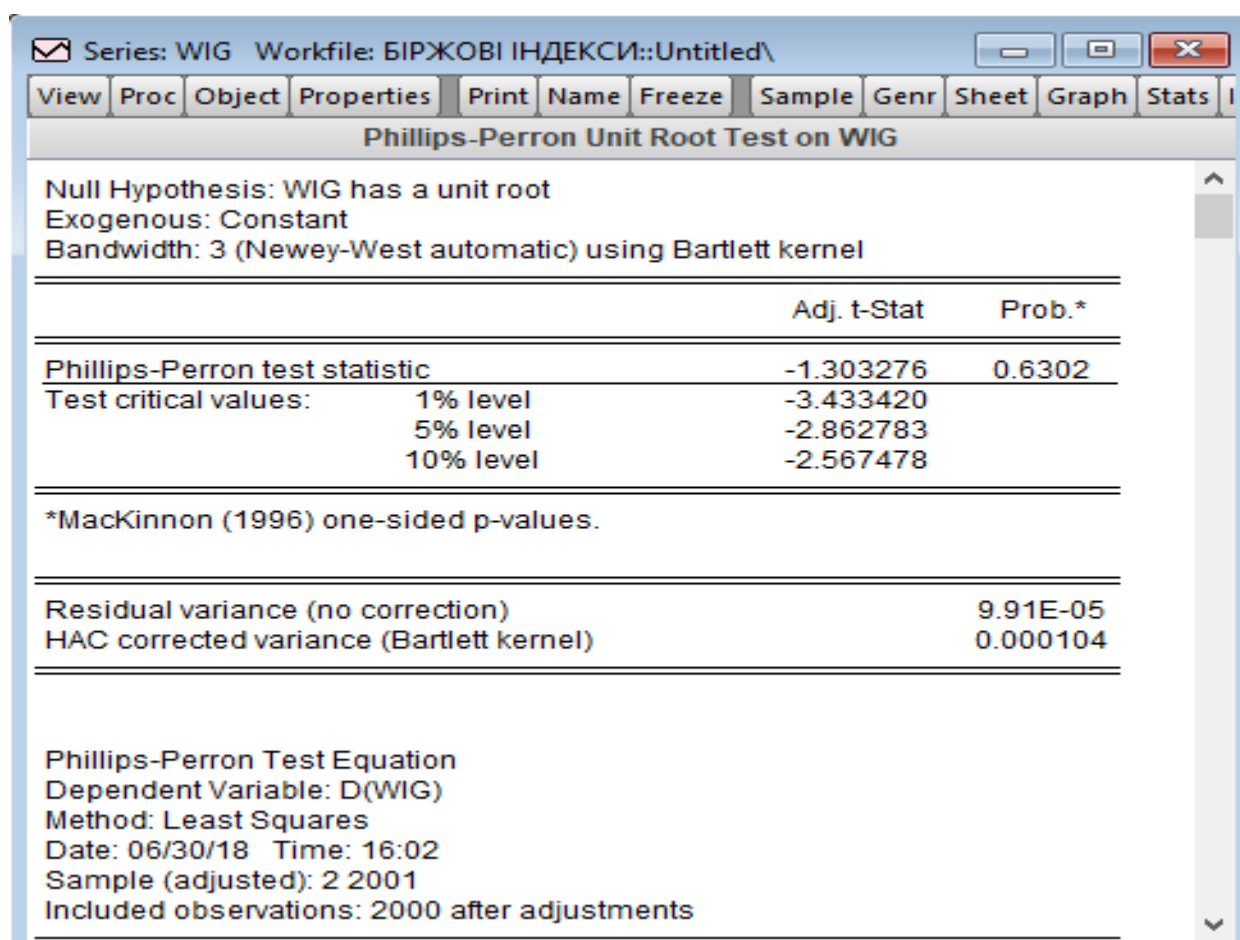 Series: WIG Workfile: БІРЖОВІ ІНДЕКСИ::Untitled\
View Proc Object Properties Print Name Freeze Sample Genr Sheet Graph Stats
Phillips-Perron Unit Root Test on WIG
Null Hypothesis: WIG has a unit root
Exogenous: Constant
Bandwidth: 3 (Newey-West automatic) using Bartlett kernel
Adj. t-Stat Prob.*
Phillips-Perron test statistic -1.303276 0.6302
Test critical values: 1% level -3.433420
5% level -2.862783
10% level -2.567478
*MacKinnon (1996) one-sided p-values.
Residual variance (no correction) 9.91E-05
HAC corrected variance (Bartlett kernel) 0.000104
Phillips-Perron Test Equation
Dependent Variable: D(WIG)
Method: Least Squares
Date: 06/30/18 Time: 16:02
Sample (adjusted): 2 2001
Included observations: 2000 after adjustments